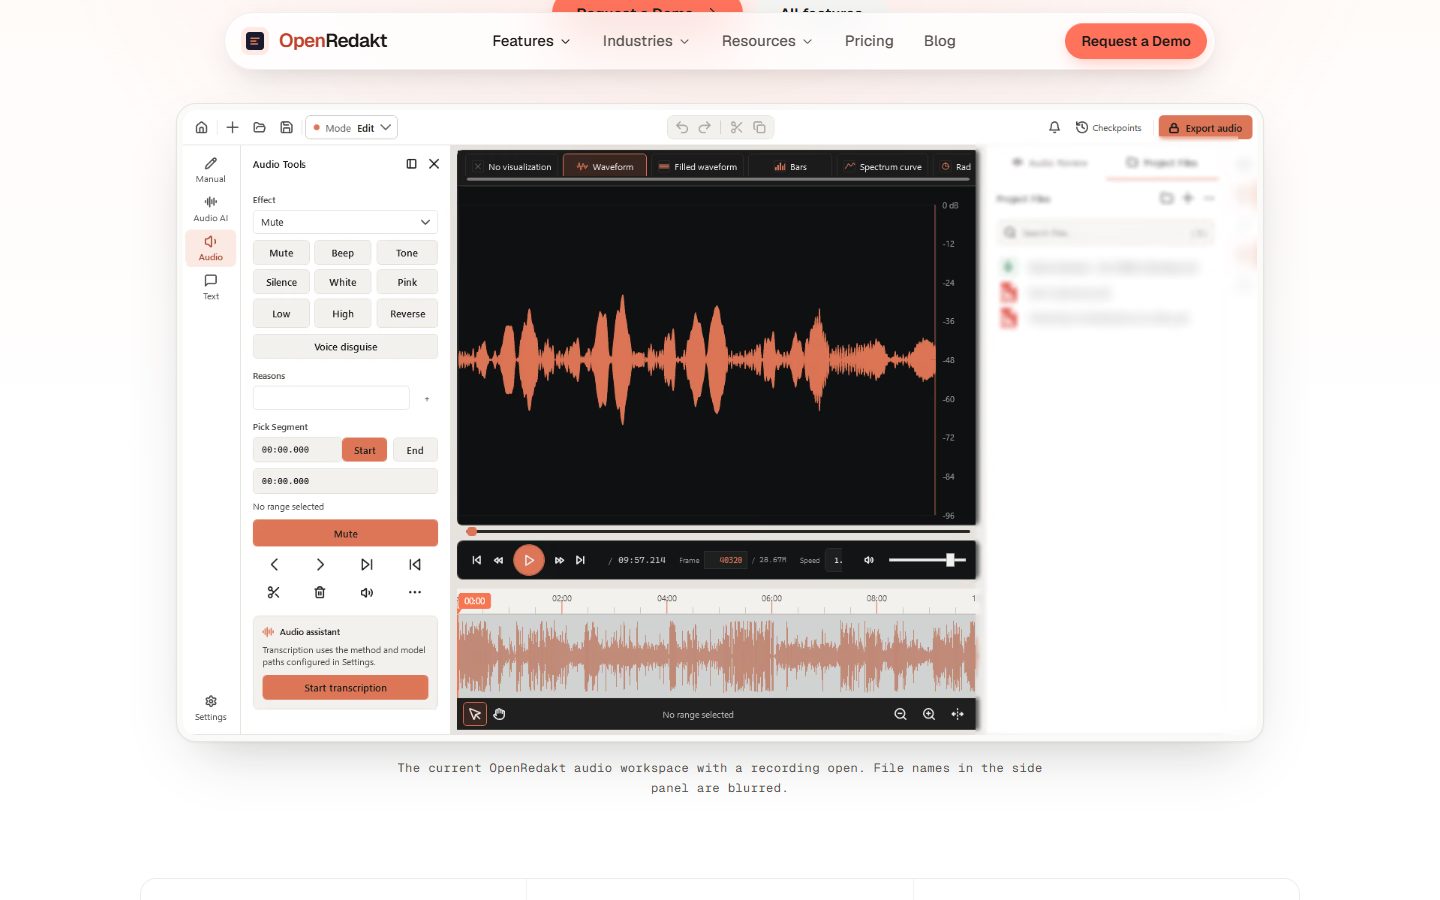 OpenRedakt
Features
Industries
Resources
Pricing
Blog
Request a Demo
Mode Edit
Checkpoints
Export audio
Manual
Audio AI
Audio
Text
Settings
Audio Tools
Effect
Mute
Mute Beep Tone
Silence White Pink
Low High Reverse
Voice disguise
Reasons
+
Pick Segment
00:00.000 Start End
00:00.000
No range selected
Mute
Audio assistant
Transcription uses the method and model
paths configured in Settings.
Start transcription
No visualization Waveform Filled waveform Bars Spectrum curve Rad
0 dB
-12
-24
-36
-48
-60
-72
-84
-96
/ 09:57.214 Frame 40320 / 28.67M Speed 1.
00:00 02:00 04:00 06:00 08:00 1
No range selected
Project Files
Project Files
The current OpenRedakt audio workspace with a recording open. File names in the side
panel are blurred.